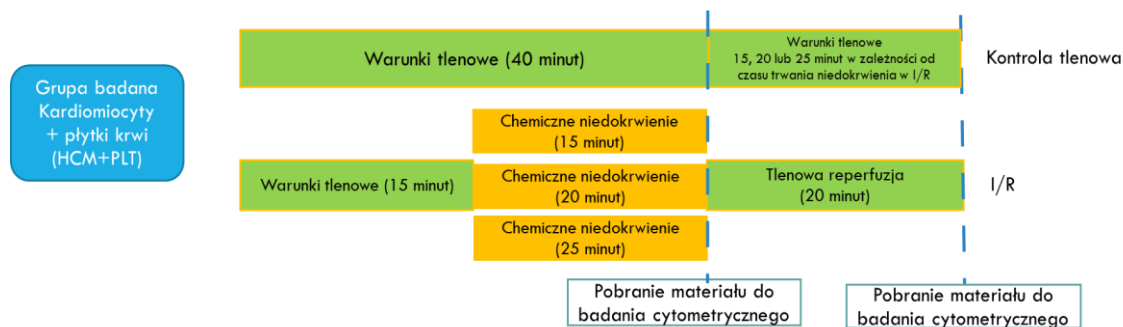 Grupa badana
Kardiomiocyty
+ płytki krwi
(HCM+PLT)
Warunki tlenowe (40 minut)
Warunki tlenowe
15, 20 lub 25 minut w zależności od
czasu trwania niedokrwienia w I/R
Kontrola tlenowa
Chemiczne niedokrwienie
(15 minut)
Warunki tlenowe (15 minut)
Chemiczne niedokrwienie
(20 minut)
Tlenowa reperfuzja
(20 minut)
I/R
Chemiczne niedokrwienie
(25 minut)
Pobranie materiału do
badania cytometrycznego
Pobranie materiału do
badania cytometrycznego